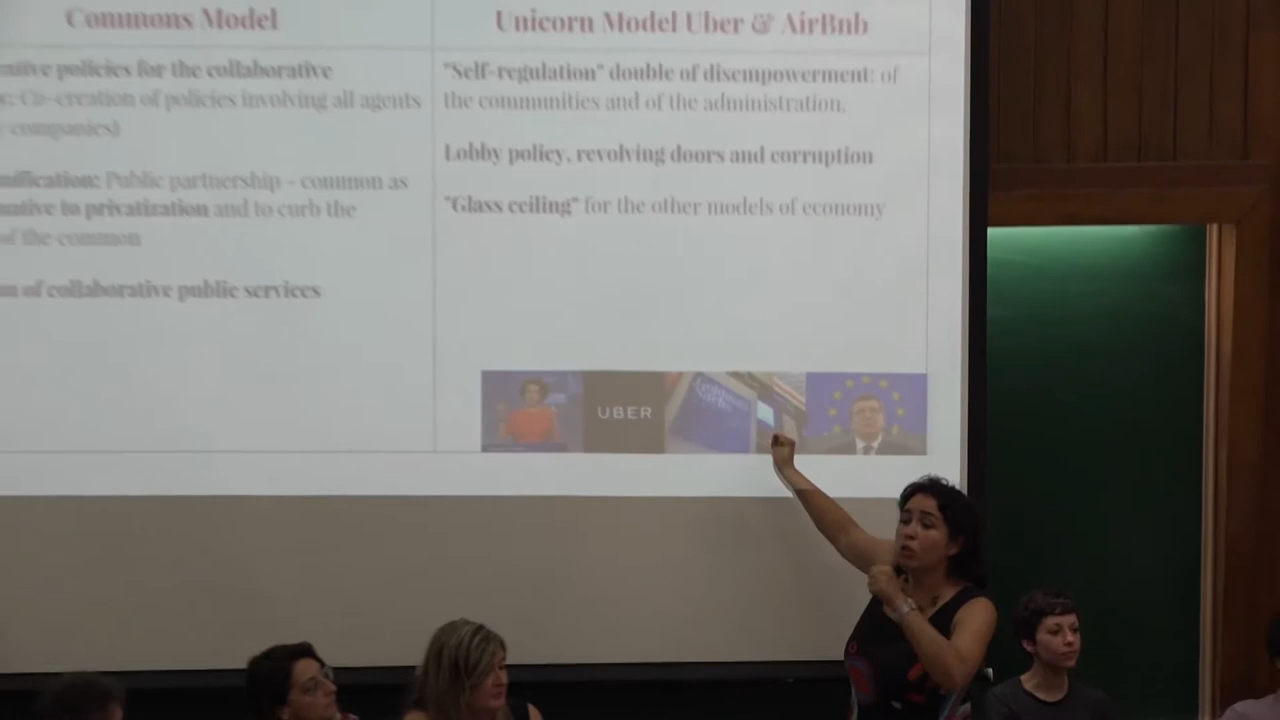 Commons Model
policies for the collaborative
Co-creation of policies involving all agents
companies)
Public partnership - common as
to privatization and to curb the
of the common
of collaborative public services
Unicorn Model Uber & AirBnb
"Self-regulation" double of disempowerment: of
the communities and of the administration.
Lobby policy, revolving doors and corruption
"Glass ceiling" for the other models of economy
UBER
Goldman
Sachs